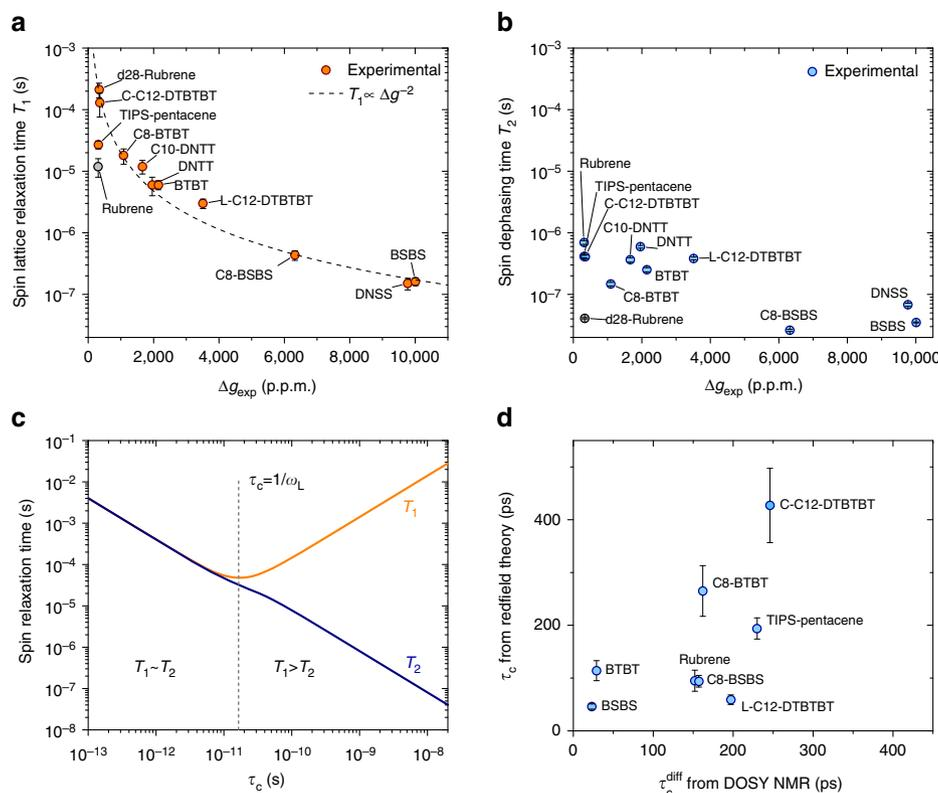 a
Spin lattice relaxation time T₁ (s)
10⁻³
10⁻⁴
10⁻⁵
10⁻⁶
10⁻⁷
d28-Rubrene
C-C12-DTBTBT
TIPS-pentacene
C8-BTBT
C10-DNTT
DNTT
BTBT
Rubrene
L-C12-DTBTBT
C8-BSBS
BSBS
DNSS
Experimental
T₁ ∝ Δg⁻²
0 2,000 4,000 6,000 8,000 10,000
Δg_exp (p.p.m.)
b
Spin dephasing time T₂ (s)
10⁻³
10⁻⁴
10⁻⁵
10⁻⁶
10⁻⁷
Experimental
Rubrene
TIPS-pentacene
C-C12-DTBTBT
C10-DNTT
DNTT
L-C12-DTBTBT
BTBT
C8-BTBT
d28-Rubrene
C8-BSBS
DNSS
BSBS
0 2,000 4,000 6,000 8,000 10,000
Δg_exp (p.p.m.)
c
Spin relaxation time (s)
10⁻¹
10⁻²
10⁻³
10⁻⁴
10⁻⁵
10⁻⁶
10⁻⁷
10⁻⁸
τ_c=1/ω_L
T₁
T₂
T₁~T₂
T₁>T₂
10⁻¹³ 10⁻¹² 10⁻¹¹ 10⁻¹⁰ 10⁻⁹ 10⁻⁸
τ_c (s)
d
τ_c from redfield theory (ps)
400
200
0
C-C12-DTBTBT
C8-BTBT
TIPS-pentacene
Rubrene
BTBT
C8-BSBS
BSBS
L-C12-DTBTBT
0 100 200 300 400
τ_c^diff from DOSY NMR (ps)